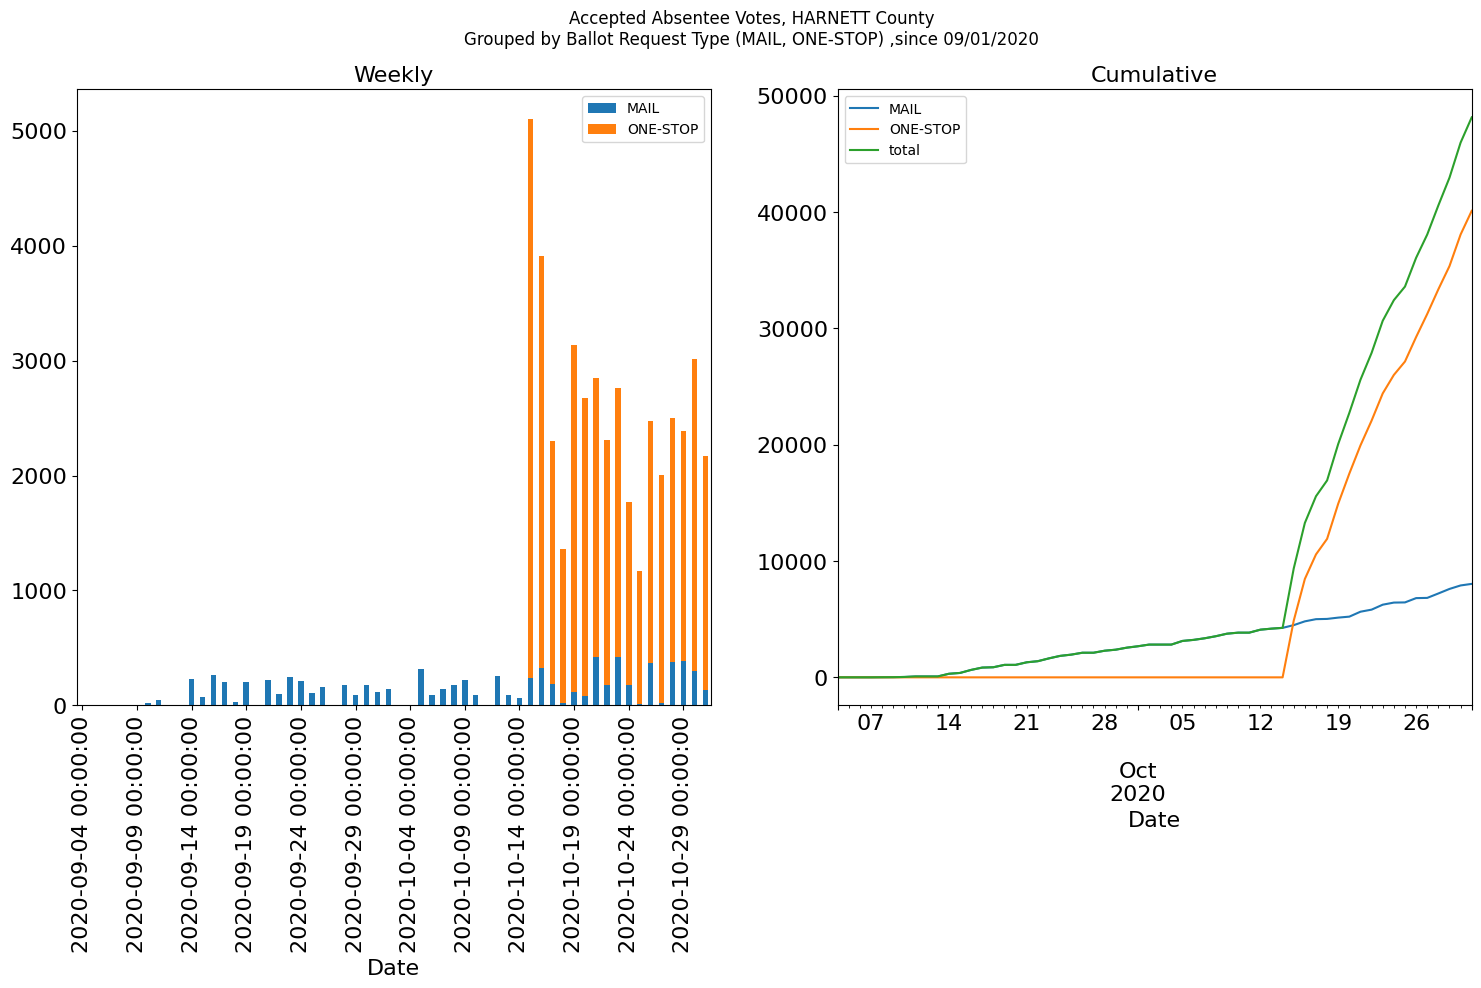 Accepted Absentee Votes, HARNETT County
Grouped by Ballot Request Type (MAIL, ONE-STOP) ,since 09/01/2020
Weekly
MAIL
ONE-STOP
5000
4000
3000
2000
1000
0
2020-09-04 00:00:00
2020-09-09 00:00:00
2020-09-14 00:00:00
2020-09-19 00:00:00
2020-09-24 00:00:00
2020-09-29 00:00:00
2020-10-04 00:00:00
2020-10-09 00:00:00
2020-10-14 00:00:00
2020-10-19 00:00:00
2020-10-24 00:00:00
2020-10-29 00:00:00
Date
Cumulative
MAIL
ONE-STOP
total
50000
40000
30000
20000
10000
0
07 14 21 28 05 12 19 26
Oct
2020
Date